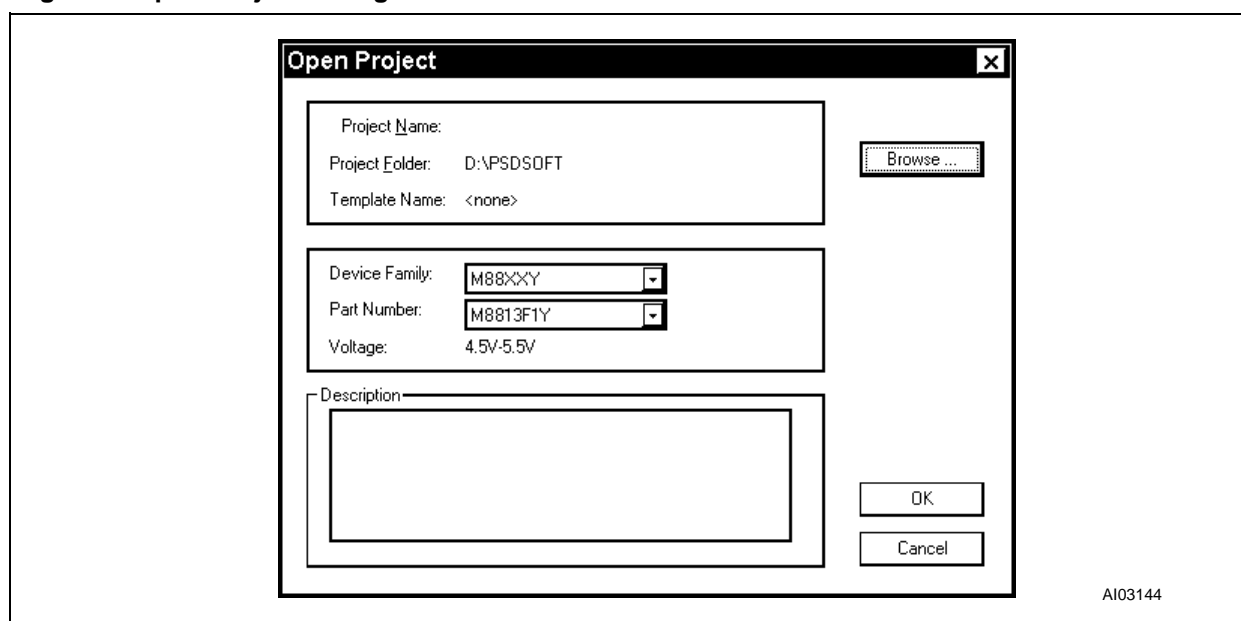 Open Project
Project Name:
Project Folder: D:\PSDSOFT
Template Name: <none>
Browse ...
Device Family: M88XXY
Part Number: M8813F1Y
Voltage: 4.5V-5.5V
Description
OK
Cancel
AI03144